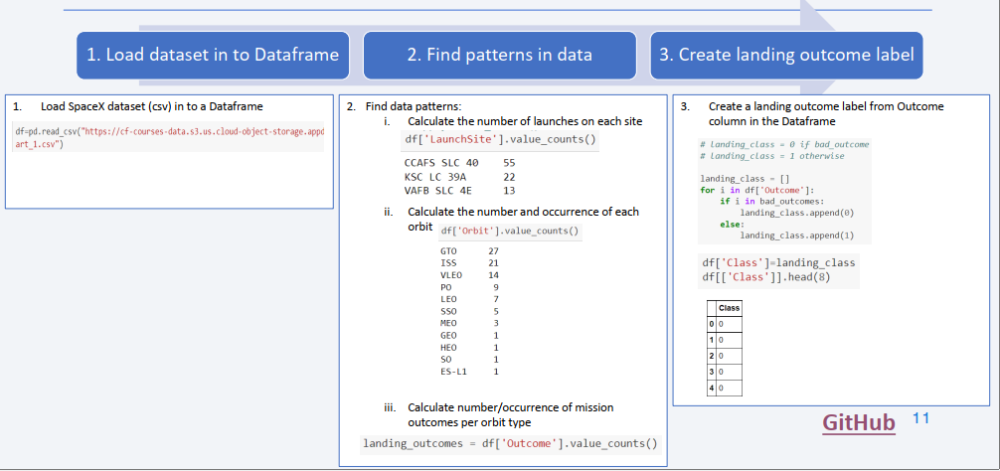 1. Load dataset in to Dataframe
2. Find patterns in data
3. Create landing outcome label
1. Load SpaceX dataset (csv) in to a Dataframe
df=pd.read_csv("https://cf-courses-data.s3.us.cloud-object-storage.appd
art_1.csv")
2. Find data patterns:
i. Calculate the number of launches on each site
df['LaunchSite'].value_counts()
CCAFS SLC 40 55
KSC LC 39A 22
VAFB SLC 4E 13
ii. Calculate the number and occurrence of each
orbit df['Orbit'].value_counts()
GTO 27
ISS 21
VLEO 14
PO 9
LEO 7
SSO 5
MEO 3
GEO 1
HEO 1
SO 1
ES-L1 1
iii. Calculate number/occurrence of mission
outcomes per orbit type
landing_outcomes = df['Outcome'].value_counts()
3. Create a landing outcome label from Outcome
column in the Dataframe
# landing_class = 0 if bad_outcome
# landing_class = 1 otherwise
landing_class = []
for i in df['Outcome']:
if i in bad_outcomes:
landing_class.append(0)
else:
landing_class.append(1)
df['Class']=landing_class
df[['Class']].head(8)
Class
0 0
1 0
2 0
3 0
4 0
GitHub 11